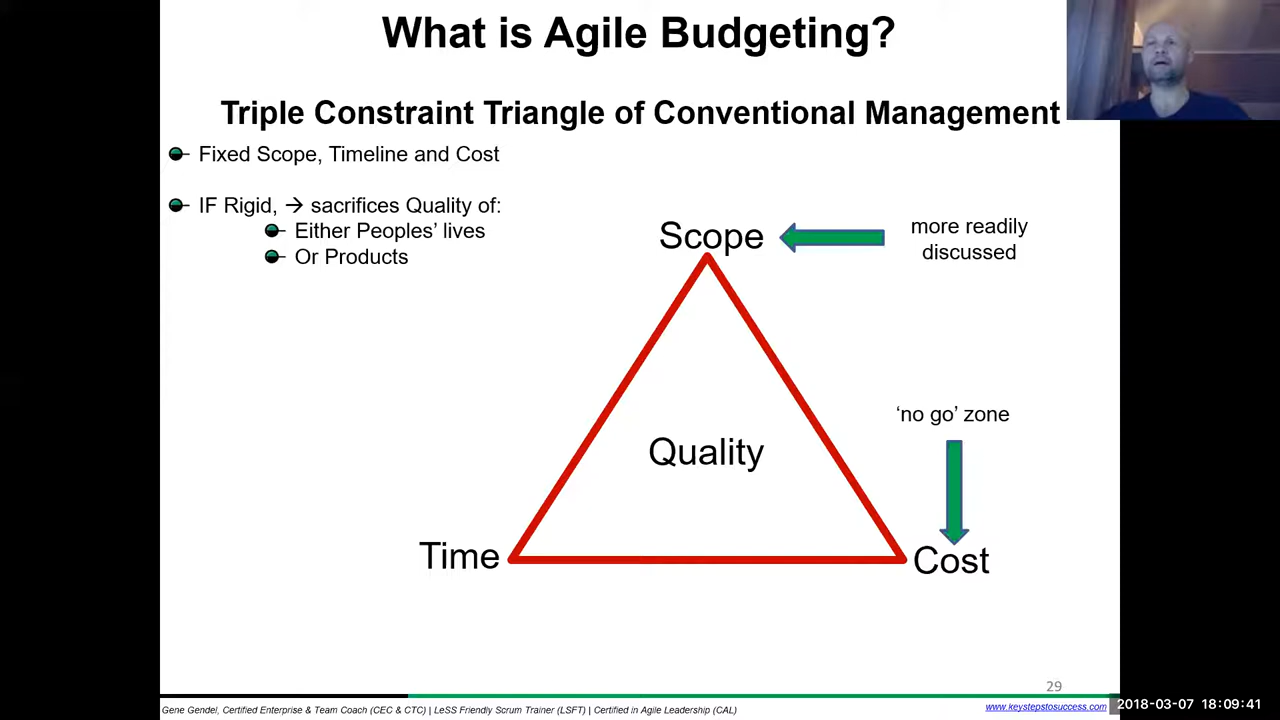 What is Agile Budgeting?
Triple Constraint Triangle of Conventional Management
Fixed Scope, Timeline and Cost
IF Rigid, → sacrifices Quality of:
Either Peoples’ lives
Or Products
Scope
more readily
discussed
‘no go’ zone
Quality
Time
Cost
29
Gene Gendel, Certified Enterprise & Team Coach (CEC & CTC) | LeSS Friendly Scrum Trainer (LSFT) | Certified in Agile Leadership (CAL)
www.keystepstosuccess.com
2018-03-07 18:09:41